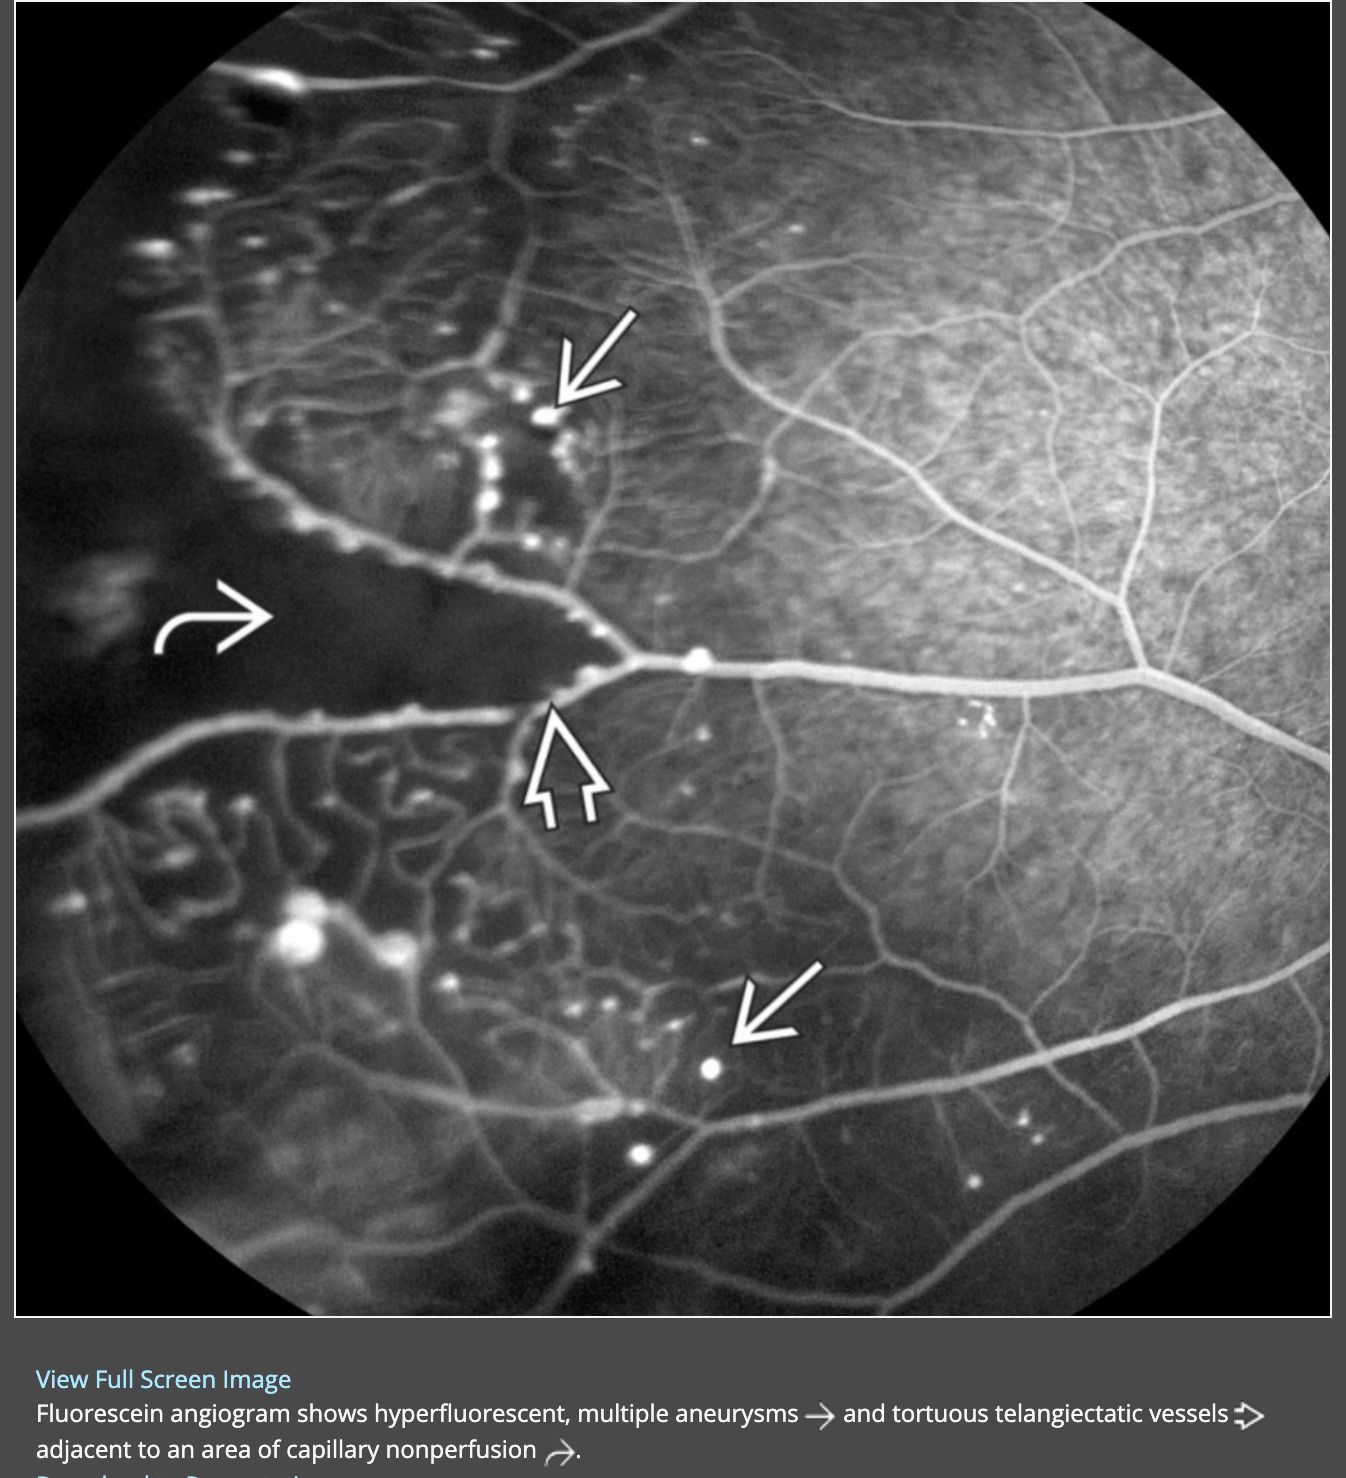 View Full Screen Image
Fluorescein angiogram shows hyperfluorescent, multiple aneurysms and tortuous telangiectatic vessels
adjacent to an area of capillary nonperfusion .